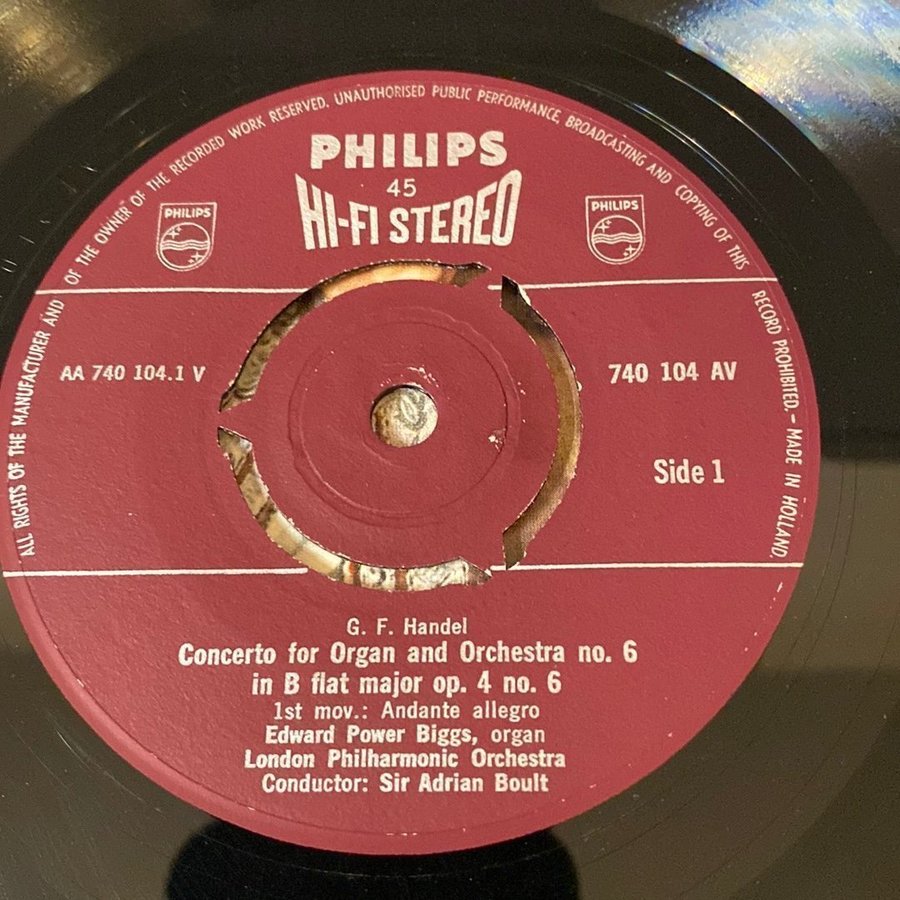 ALL RIGHTS OF THE MANUFACTURER AND OF THE OWNER OF THE RECORDED WORK RESERVED. UNAUTHORISED PUBLIC PERFORMANCE, BROADCASTING AND COPYING OF THIS RECORD PROHIBITED. – MADE IN HOLLAND.
PHILIPS
45
HI-FI STEREO
PHILIPS
PHILIPS
AA 740 104.1 V
740 104 AV
Side 1
G. F. Handel
Concerto for Organ and Orchestra no. 6
in B flat major op. 4 no. 6
1st mov.: Andante allegro
Edward Power Biggs, organ
London Philharmonic Orchestra
Conductor: Sir Adrian Boult